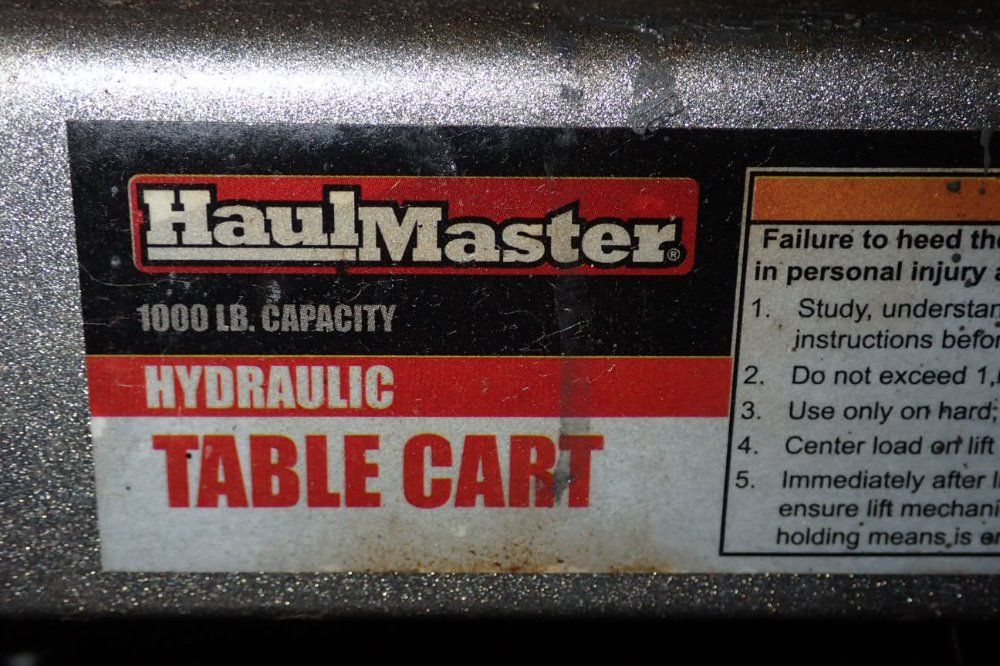 HaulMaster®
1000 LB. CAPACITY
HYDRAULIC
TABLE CART
Failure to heed
in personal injury
1. Study, understan
instructions befor
2. Do not exceed 1,
3. Use only on hard;
4. Center load on lift
5. Immediately after
ensure lift mechani
holding means is